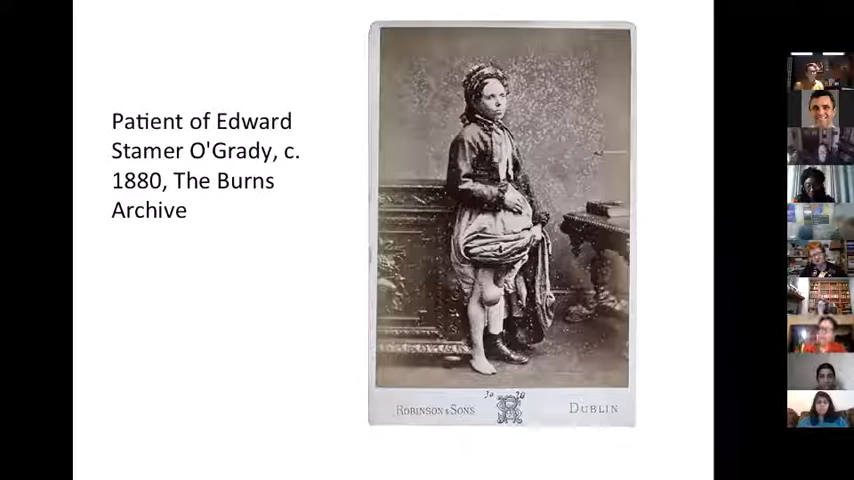 Patient of Edward
Stamer O'Grady, c.
1880, The Burns
Archive
ROBINSON & SONS
DUBLIN